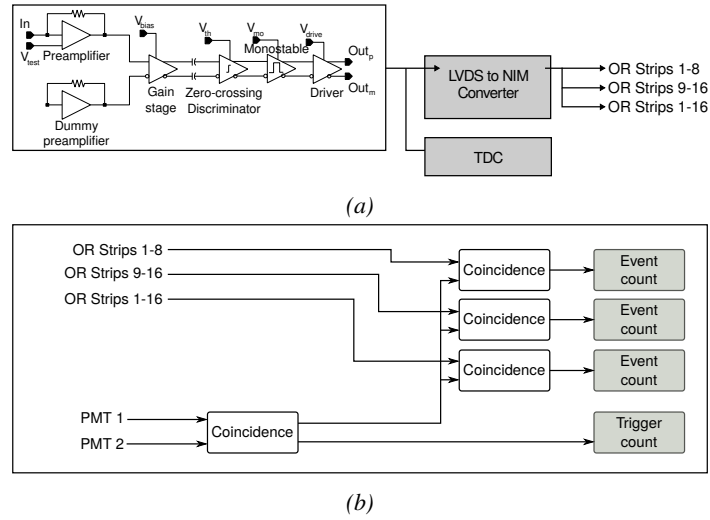 In
V_test
Preamplifier
Dummy
preamplifier
V_bias
Gain
stage
V_th
Zero-crossing
Discriminator
V_mo
Monostable
V_drive
Driver
Out_p
Out_m
LVDS to NIM
Converter
TDC
OR Strips 1-8
OR Strips 9-16
OR Strips 1-16
(a)
OR Strips 1-8
OR Strips 9-16
OR Strips 1-16
PMT 1
PMT 2
Coincidence
Coincidence
Coincidence
Coincidence
Event
count
Event
count
Event
count
Trigger
count
(b)